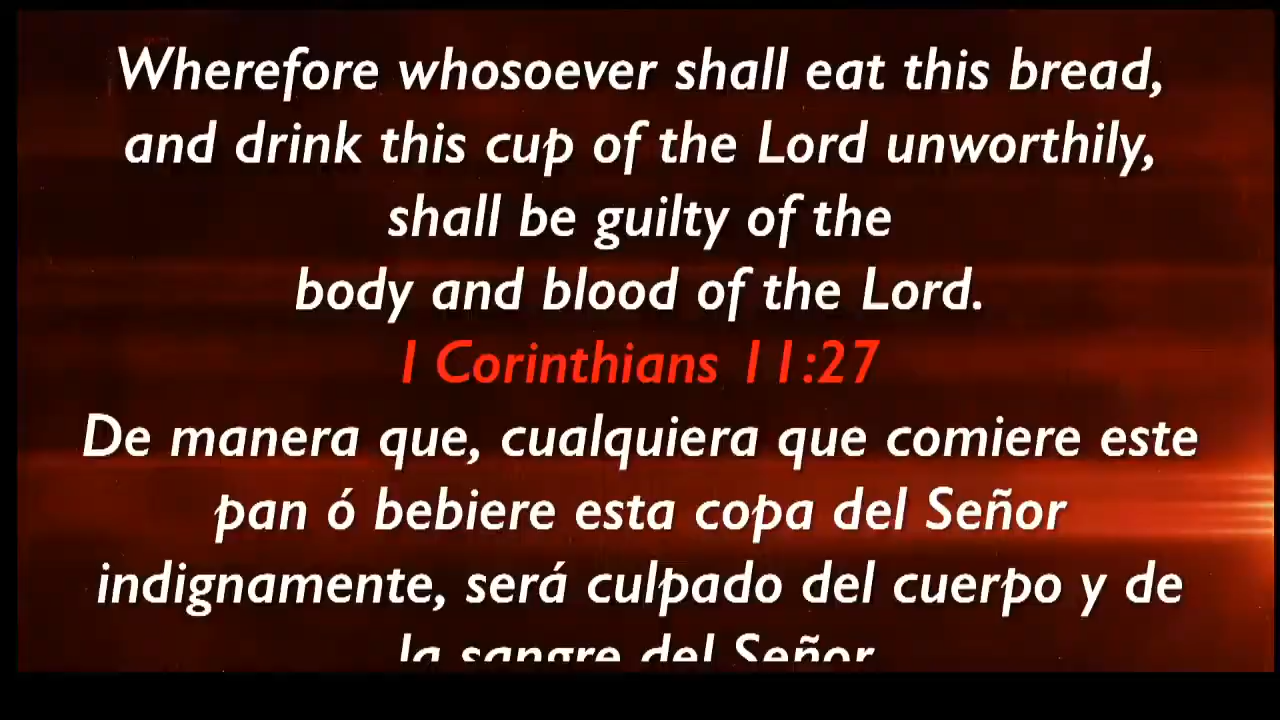 Wherefore whosoever shall eat this bread,
and drink this cup of the Lord unworthily,
shall be guilty of the
body and blood of the Lord.
1 Corinthians 11:27
De manera que, cualquiera que comiere este
pan ó bebiere esta copa del Señor
indignamente, será culpado del cuerpo y de
la sangre del Señor